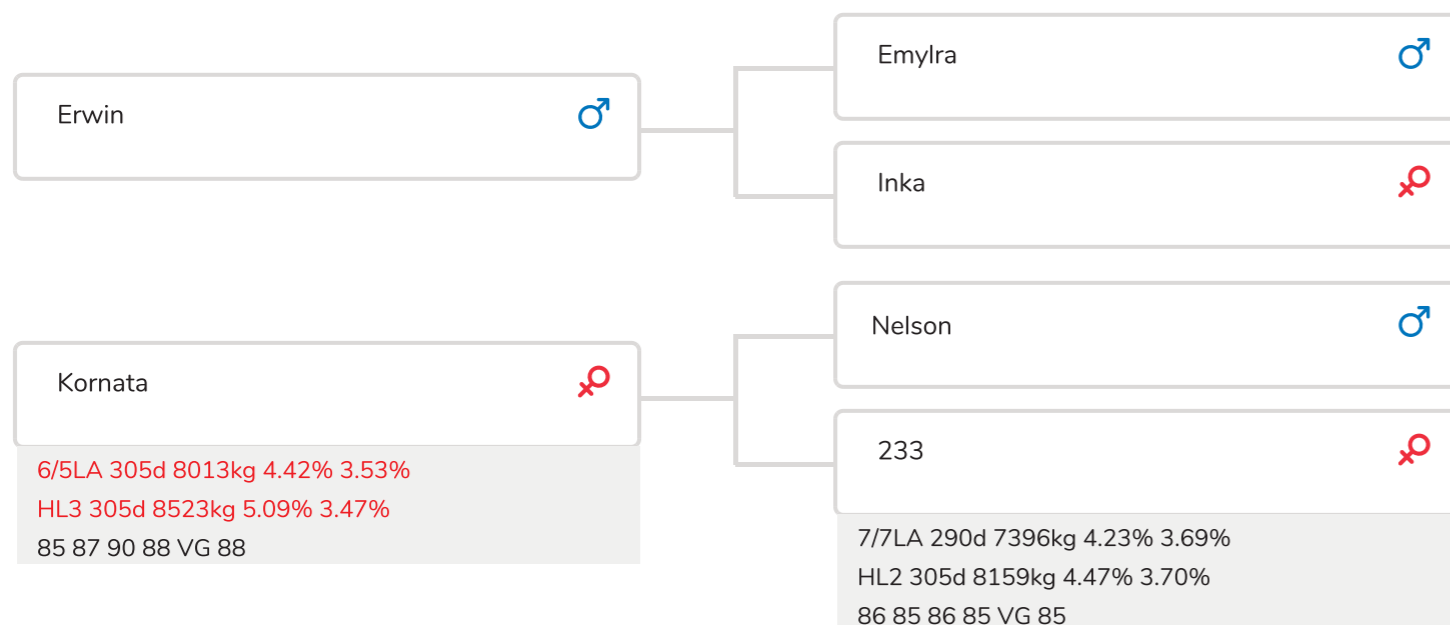 Erwin
Emylra
Inka
Kornata
6/5LA 305d 8013kg 4.42% 3.53%
HL3 305d 8523kg 5.09% 3.47%
85 87 90 88 VG 88
Nelson
233
7/7LA 290d 7396kg 4.23% 3.69%
HL2 305d 8159kg 4.47% 3.70%
86 85 86 85 VG 85